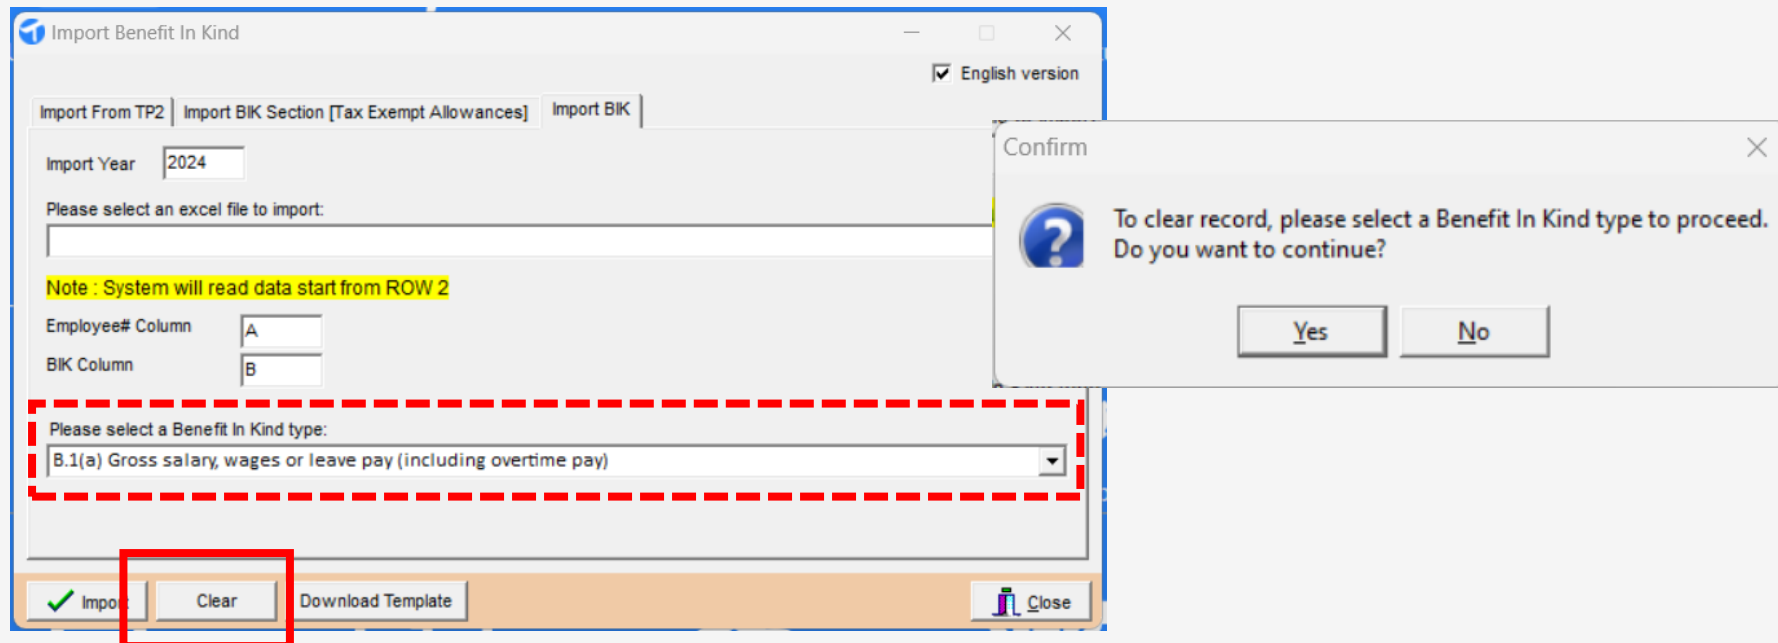 Import Benefit In Kind
English version
Import From TP2 Import BIK Section [Tax Exempt Allowances] Import BIK
Import Year 2024
Please select an excel file to import:
Note : System will read data start from ROW 2
Employee# Column A
BIK Column B
Please select a Benefit In Kind type:
B.1(a) Gross salary, wages or leave pay (including overtime pay)
Import Clear Download Template Close
Confirm
To clear record, please select a Benefit In Kind type to proceed.
Do you want to continue?
Yes No